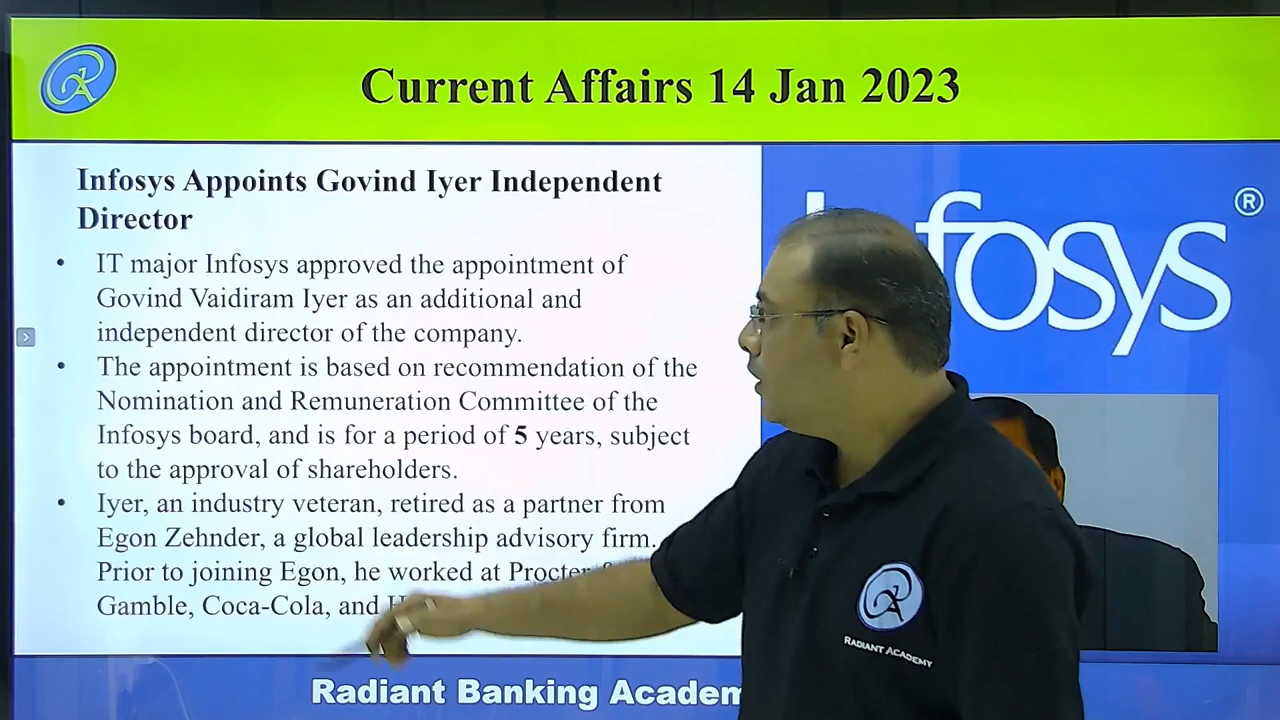 Current Affairs 14 Jan 2023
Infosys Appoints Govind Iyer Independent
Director
• IT major Infosys approved the appointment of
Govind Vaidiram Iyer as an additional and
independent director of the company.
• The appointment is based on recommendation of the
Nomination and Remuneration Committee of the
Infosys board, and is for a period of 5 years, subject
to the approval of shareholders.
• Iyer, an industry veteran, retired as a partner from
Egon Zehnder, a global leadership advisory firm.
Prior to joining Egon, he worked at Procter
Gamble, Coca-Cola, and
Infosys®
RADIANT ACADEMY
Radiant Banking Academ